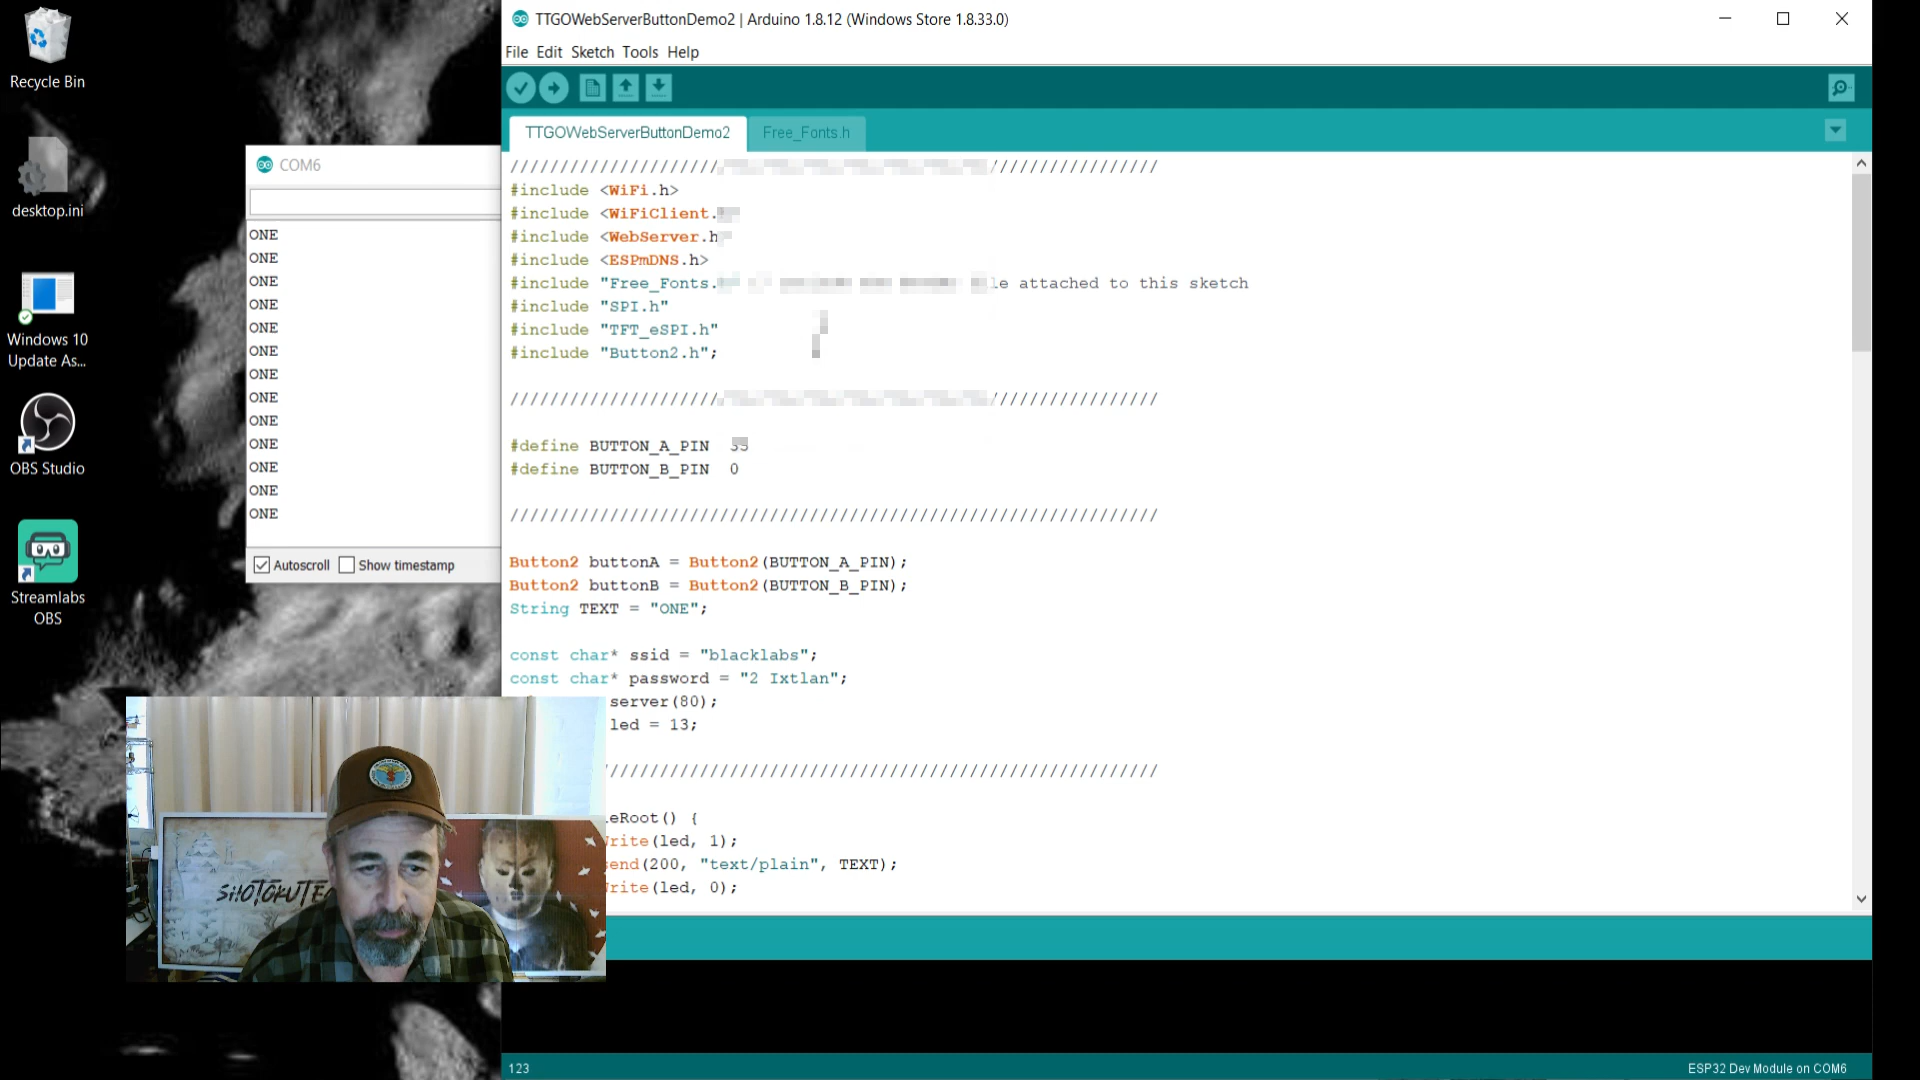 Recycle Bin
desktop.ini
Windows 10
Update As...
OBS Studio
Streamlabs
OBS
COM6
ONE
ONE
ONE
ONE
ONE
ONE
ONE
ONE
ONE
ONE
ONE
ONE
ONE
Autoscroll Show timestamp
TTGOWebServerButtonDemo2 | Arduino 1.8.12 (Windows Store 1.8.33.0)
File Edit Sketch Tools Help
TTGOWebServerButtonDemo2 Free_Fonts.h
#include <WiFi.h>
#include <WiFiClient.
#include <WebServer.h
#include <ESPmDNS.h>
#include "Free_Fonts. attached to this sketch
#include "SPI.h"
#include "TFT_eSPI.h"
#include "Button2.h";
/////////////////////////////////////////////////////////////////
#define BUTTON_A_PIN
#define BUTTON_B_PIN 0
/////////////////////////////////////////////////////////////////
Button2 buttonA = Button2(BUTTON_A_PIN);
Button2 buttonB = Button2(BUTTON_B_PIN);
String TEXT = "ONE";
const char* ssid = "blacklabs";
const char* password = "2 Ixtlan";
server(80);
led = 13;
///////////////////////////////////////////////////////
eRoot() {
rite(led, 1);
end(200, "text/plain", TEXT);
rite(led, 0);
123
ESP32 Dev Module on COM6